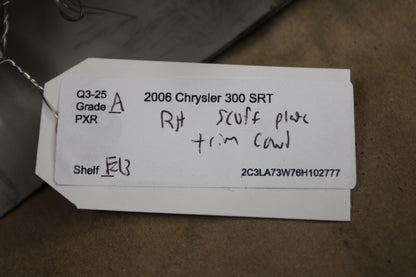 Q3-25
Grade A
PXR
2006 Chrysler 300 SRT
RH scuff plate
trim cowl
Shelf E13
2C3LA73W76H102777